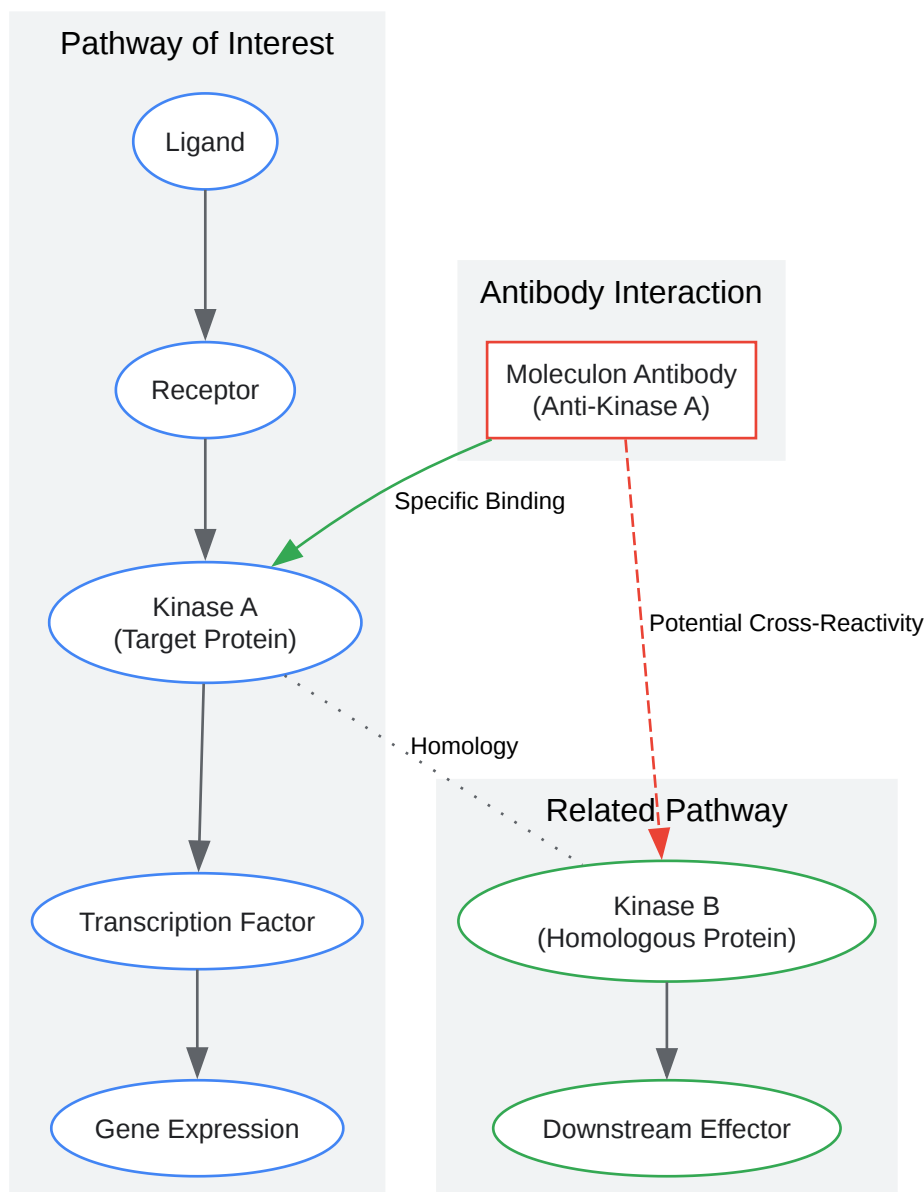 Pathway of Interest
Ligand
Receptor
Kinase A
(Target Protein)
Transcription Factor
Gene Expression
Antibody Interaction
Moleculon Antibody
(Anti-Kinase A)
Specific Binding
Potential Cross-Reactivity
Homology
Related Pathway
Kinase B
(Homologous Protein)
Downstream Effector